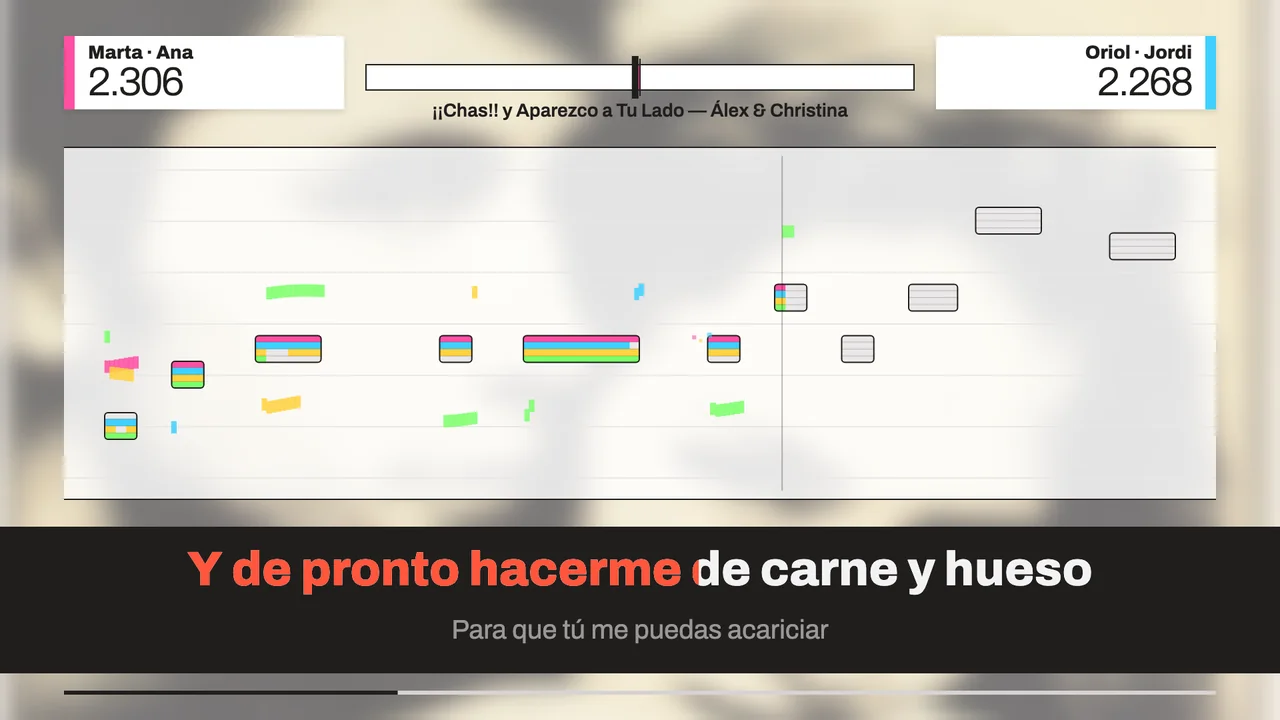 Marta · Ana
2.306
Oriol · Jordi
2.268
¡¡Chas!! y Aparezco a Tu Lado — Álex & Christina
Y de pronto hacerme de carne y hueso
Para que tú me puedas acariciar